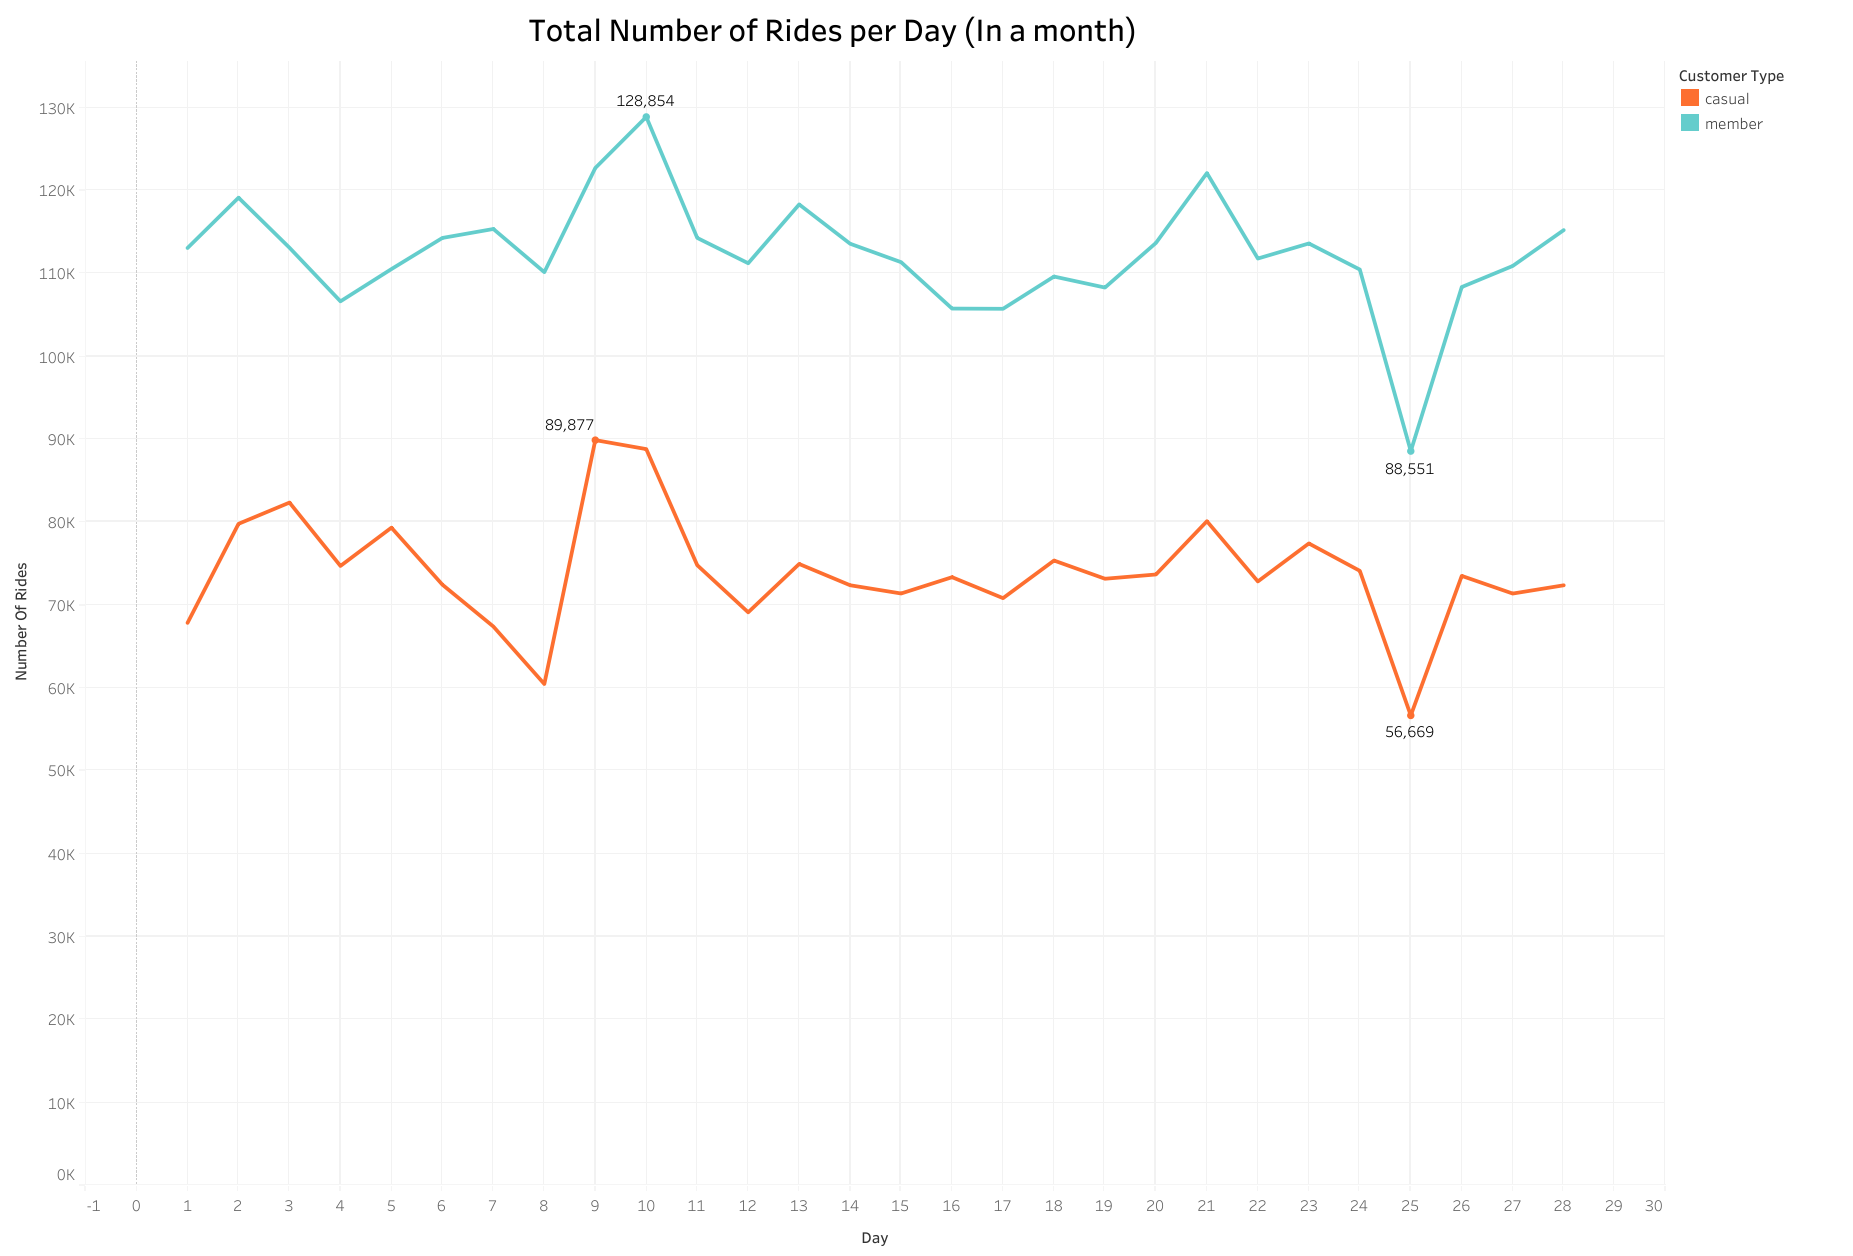 Total Number of Rides per Day (In a month)
Customer Type
casual
member
130K
120K
110K
100K
90K
80K
70K
60K
50K
40K
30K
20K
10K
0K
Number Of Rides
128,854
89,877
88,551
56,669
-1 0 1 2 3 4 5 6 7 8 9 10 11 12 13 14 15 16 17 18 19 20 21 22 23 24 25 26 27 28 29 30
Day